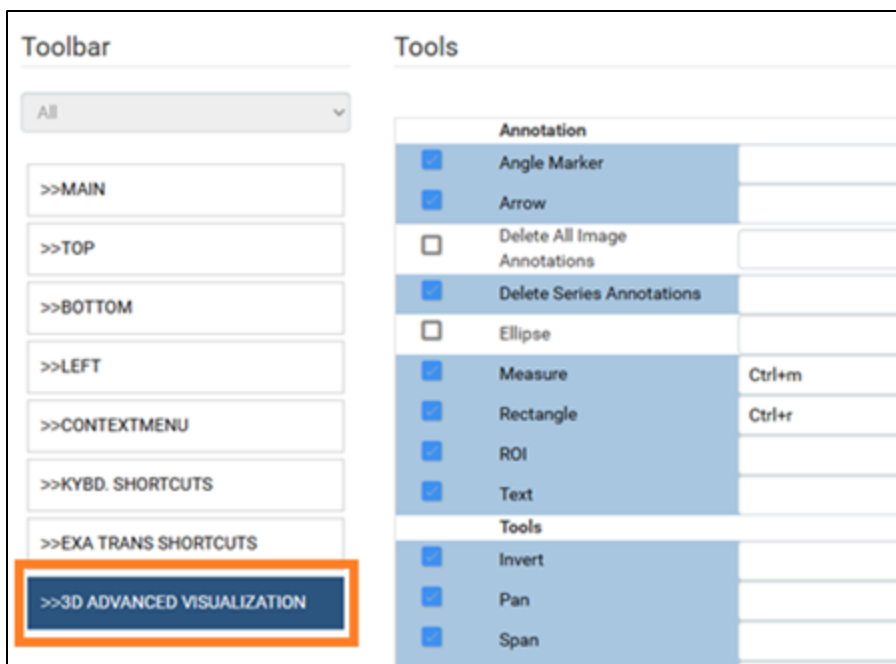 Toolbar
All
>>MAIN
>>TOP
>>BOTTOM
>>LEFT
>>CONTEXTMENU
>>KYBD. SHORTCUTS
>>EXA TRANS SHORTCUTS
>>3D ADVANCED VISUALIZATION
Tools
Annotation
Angle Marker
Arrow
Delete All Image
Annotations
Delete Series Annotations
Ellipse
Measure Ctrl+m
Rectangle Ctrl+r
ROI
Text
Tools
Invert
Pan
Span